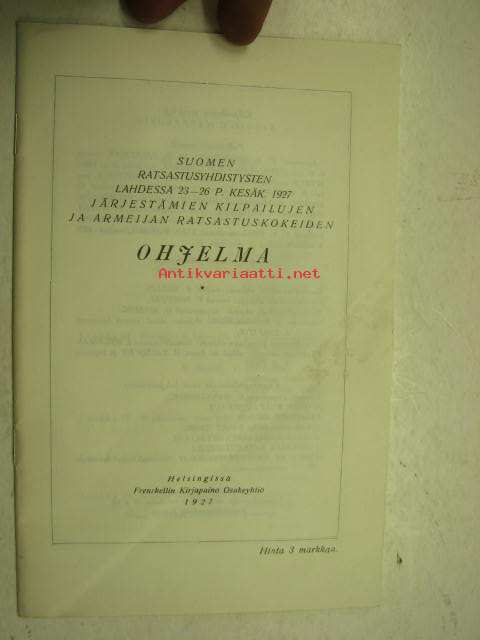 SUOMEN
RATSASTUSYHDISTYSTEN
LAHDESSA 23—26 P. KESÄK. 1927
JÄRJESTÄMIEN KILPAILUJEN
JA ARMEIJAN RATSASTUSKOKEIDEN
OHJELMA
Antikvariaatti.net
*
Helsingissä
Frenckellin Kirjapaino Osakeyhtiö
1927
Hinta 3 markkaa.